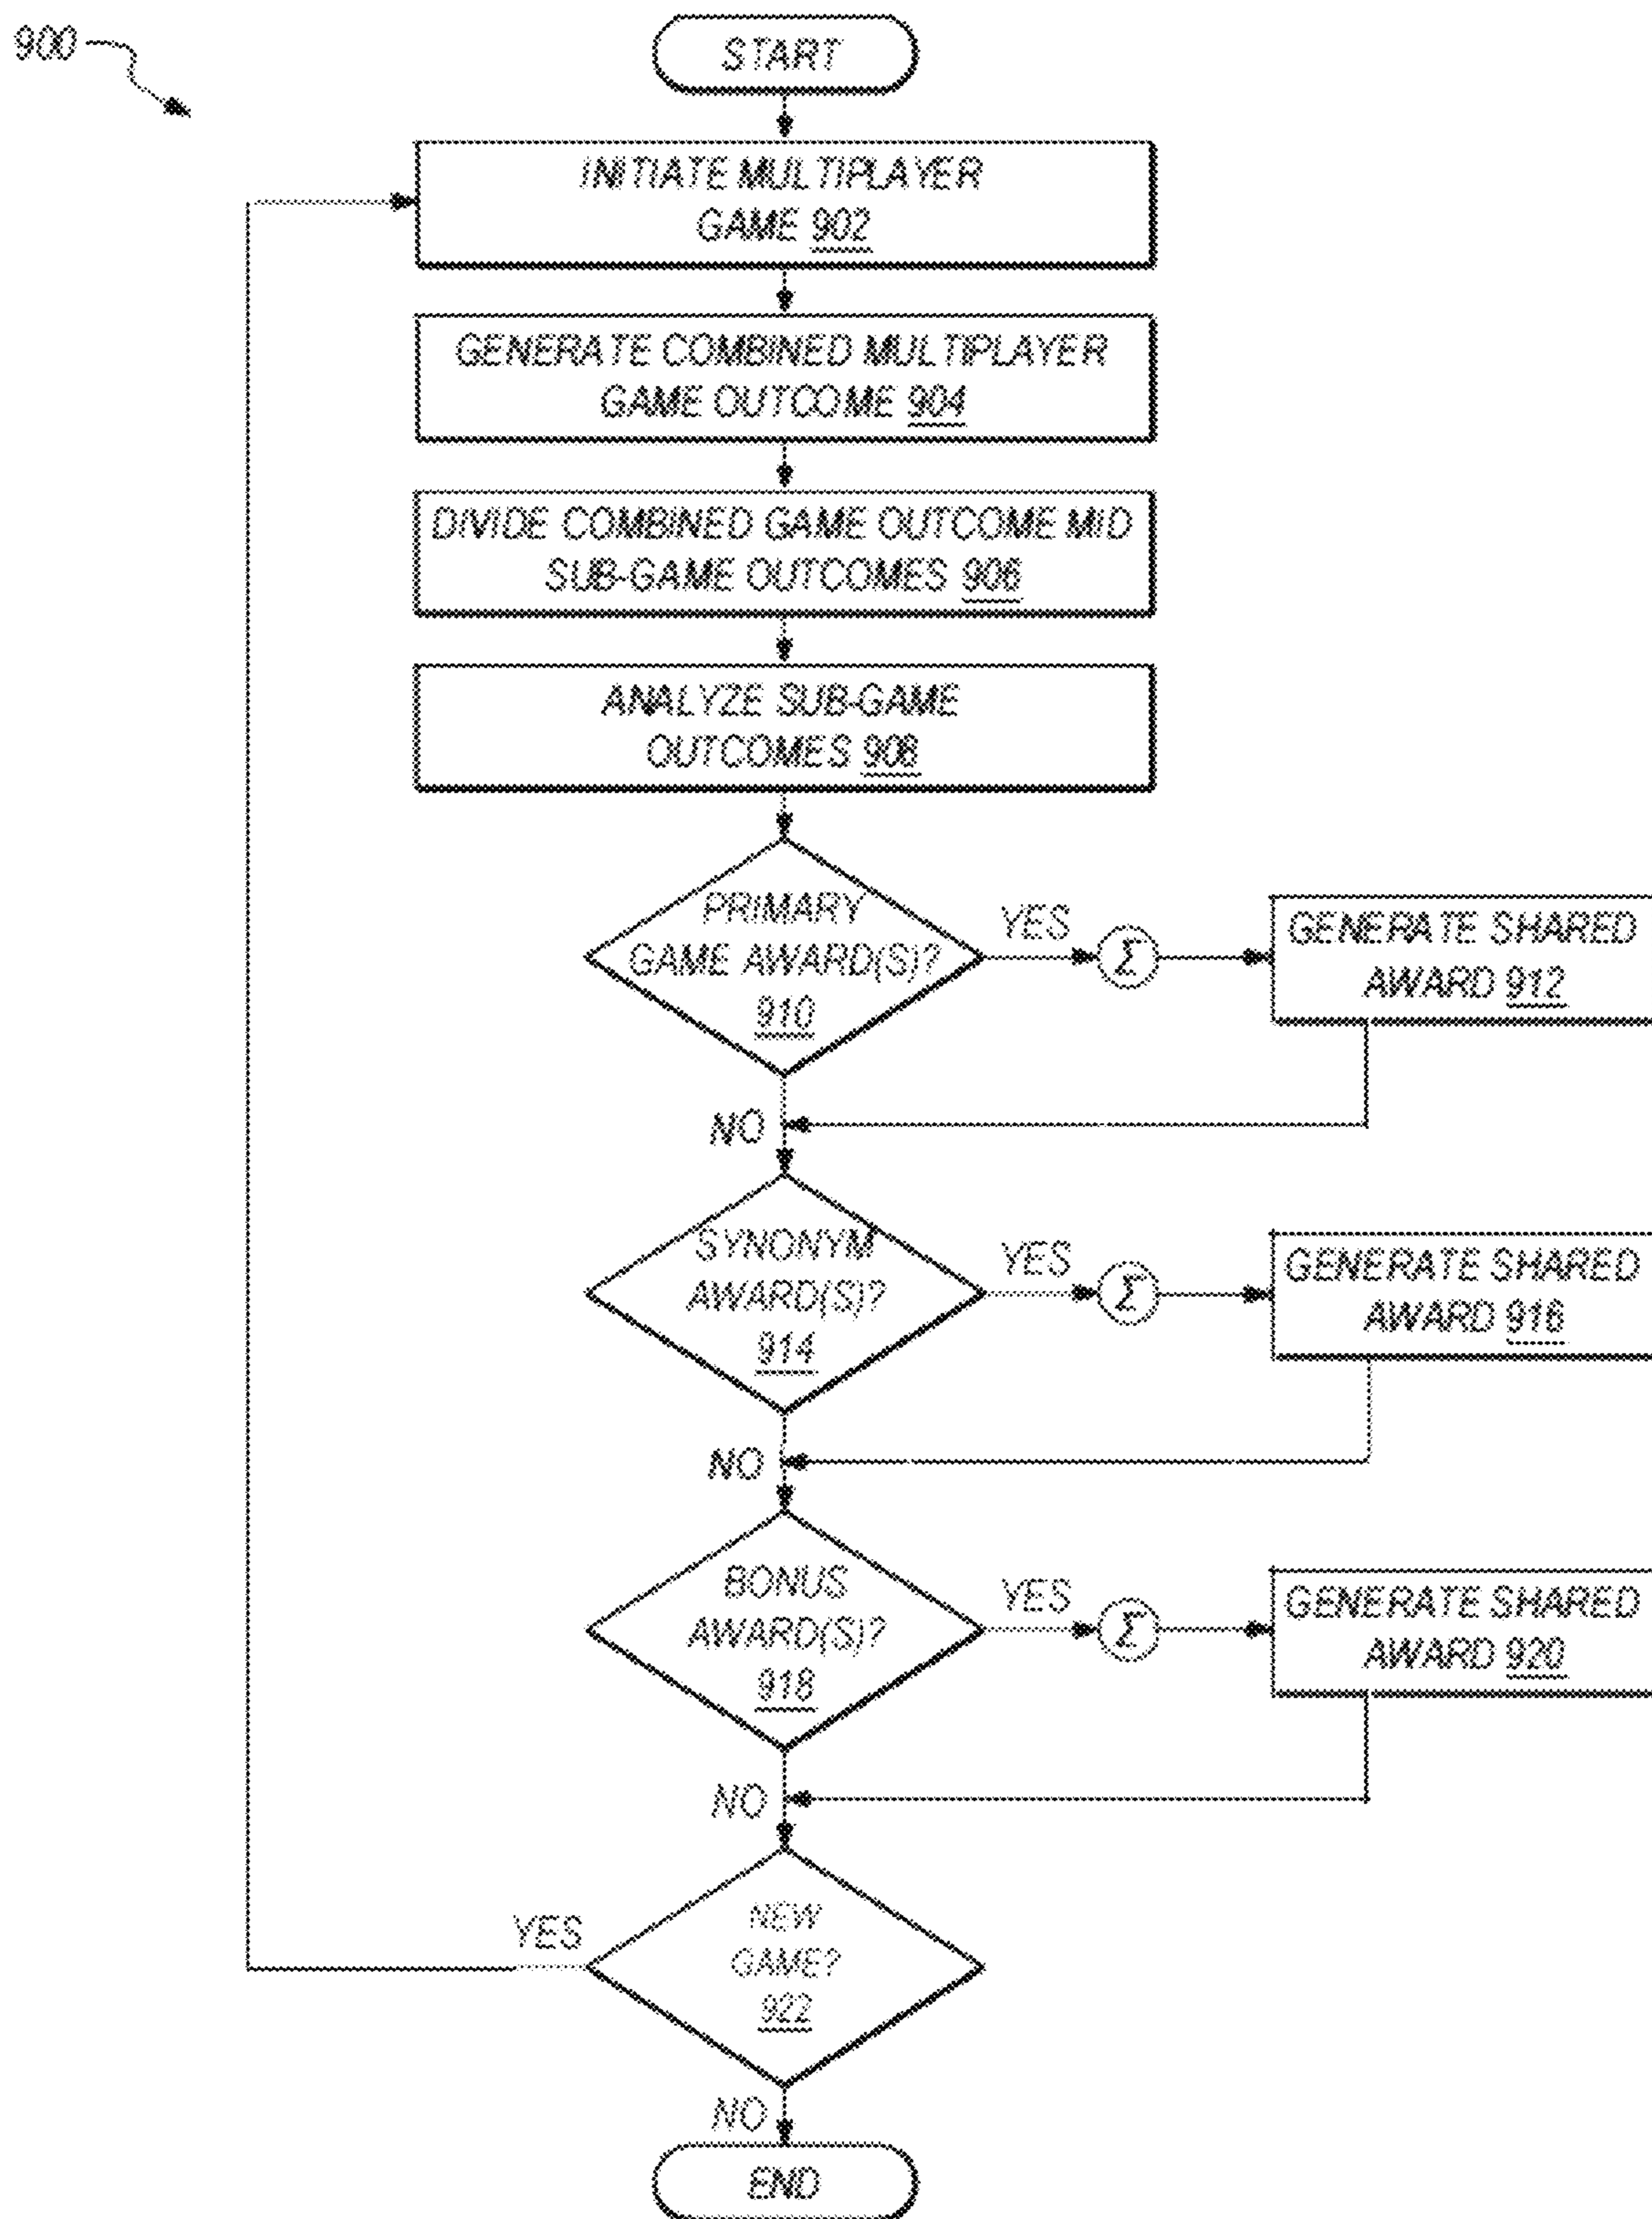 900
START
INITIATE MULTIPLAYER
GAME 902
GENERATE COMBINED MULTIPLAYER
GAME OUTCOME 904
DIVIDE COMBINED GAME OUTCOME MID
SUB-GAME OUTCOMES 906
ANALYZE SUB-GAME
OUTCOMES 908
PRIMARY
GAME AWARD(S)?
910
YES
Σ
GENERATE SHARED
AWARD 912
NO
SYNONYM
AWARD(S)?
914
YES
Σ
GENERATE SHARED
AWARD 916
NO
BONUS
AWARD(S)?
918
YES
Σ
GENERATE SHARED
AWARD 920
NO
NEW
GAME?
922
YES
NO
END